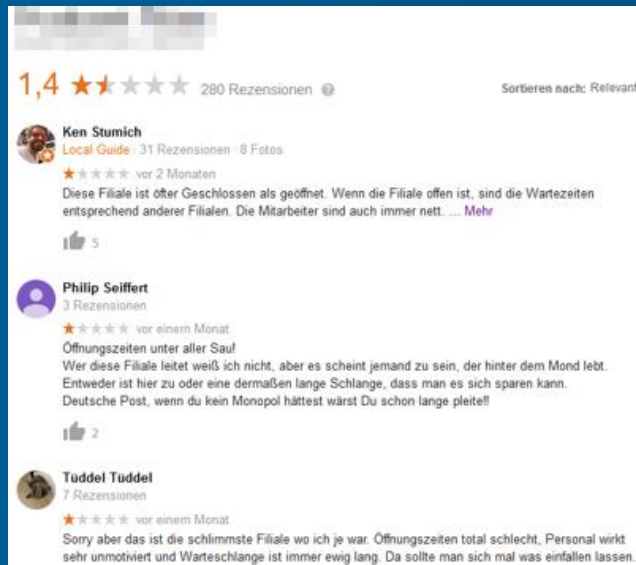 1,4 280 Rezensionen
Sortieren nach: Relevant
Ken Stumich
Local Guide · 31 Rezensionen · 8 Fotos
vor 2 Monaten
Diese Filiale ist öfter Geschlossen als geöffnet. Wenn die Filiale offen ist, sind die Wartezeiten
entsprechend anderer Filialen. Die Mitarbeiter sind auch immer nett. ... Mehr
5
Philip Seiffert
3 Rezensionen
vor einem Monat
Öffnungszeiten unter aller Sau!
Wer diese Filiale leitet weiß ich nicht, aber es scheint jemand zu sein, der hinter dem Mond lebt.
Entweder ist hier zu oder eine dermaßen lange Schlange, dass man es sich sparen kann.
Deutsche Post, wenn du kein Monopol hättest wärst Du schon lange pleite!!
2
Tüddel Tüddel
7 Rezensionen
vor einem Monat
Sorry aber das ist die schlimmste Filiale wo ich je war. Öffnungszeiten total schlecht, Personal wirkt
sehr unmotiviert und Warteschlange ist immer ewig lang. Da sollte man sich mal was einfallen lassen.